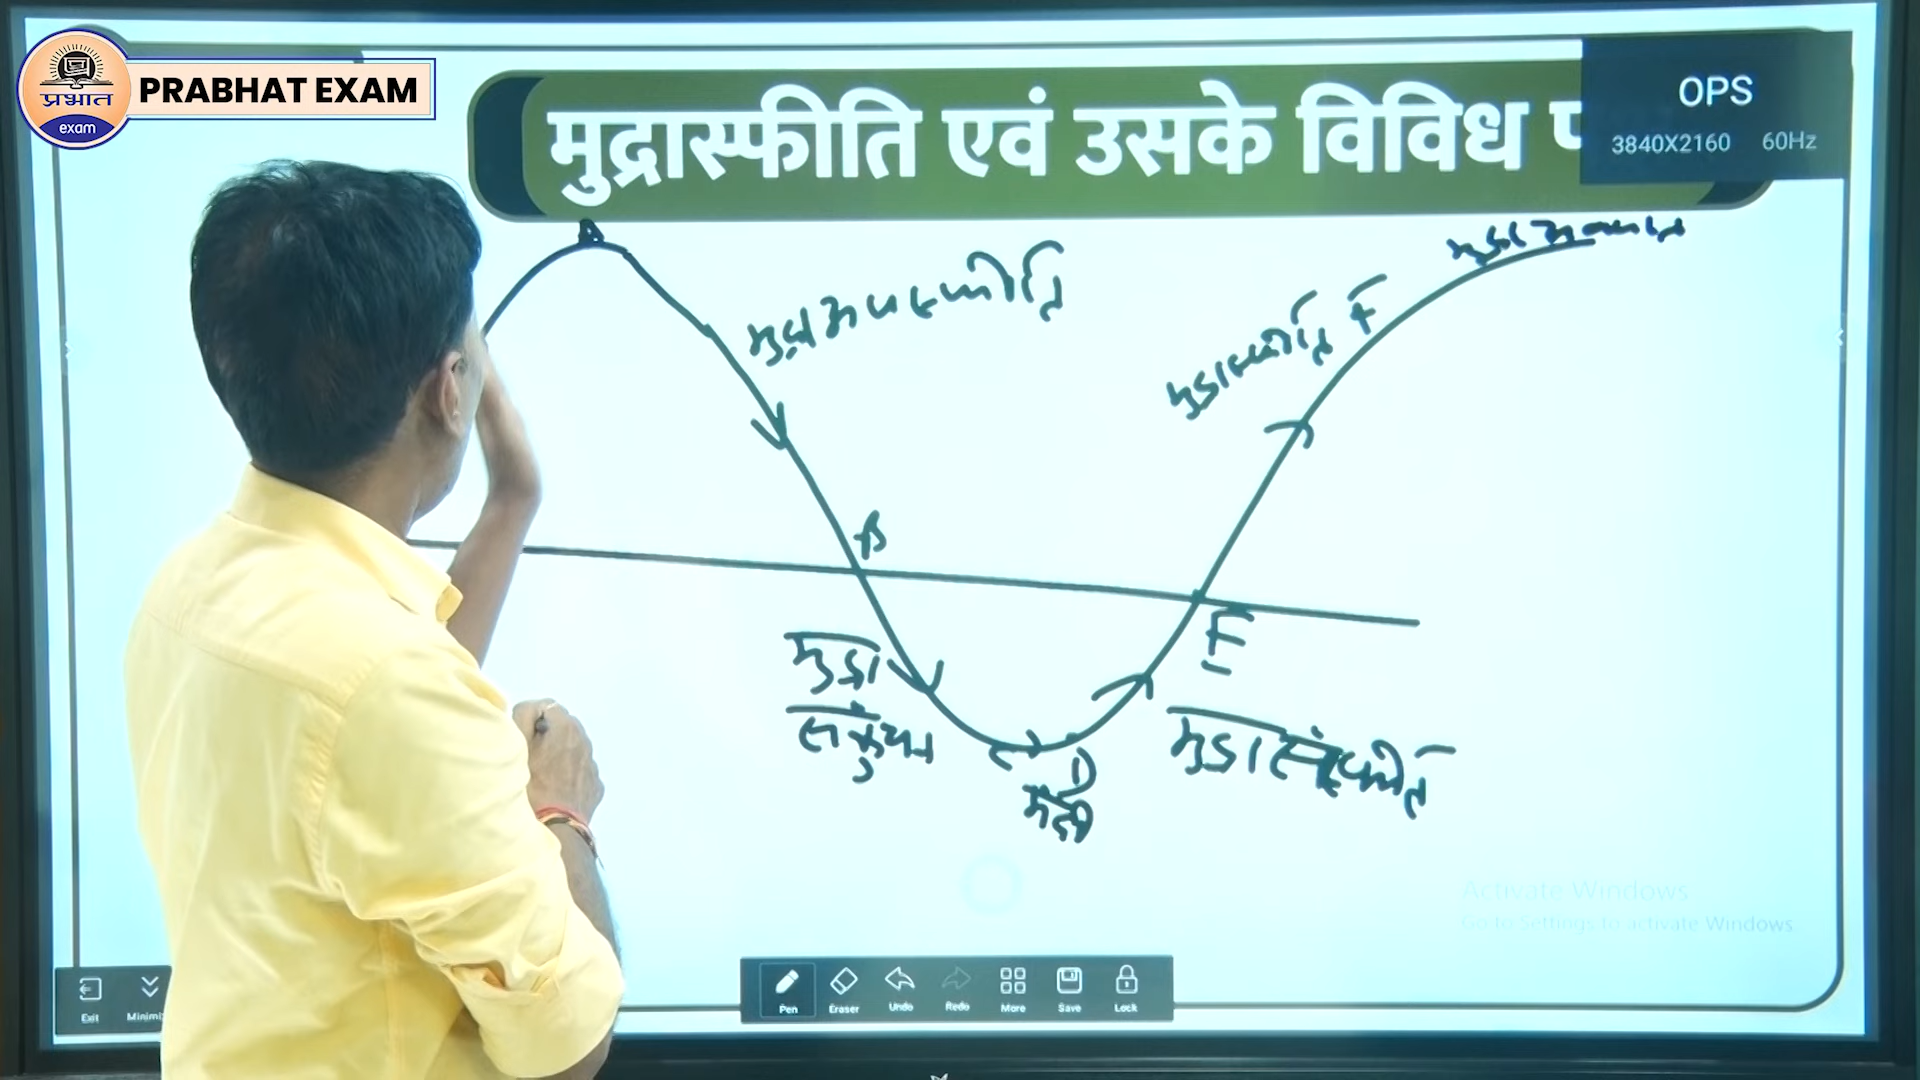 प्रभात
exam
PRABHAT EXAM
मुद्रास्फीति एवं उसके विविध प
OPS
3840X2160 60Hz
A
मुद्रा अपस्फीति
मुद्रास्फीति F
B
E
मुद्रा
संकुचन
D
मंदी
मुद्रा संस्फीति
Activate Windows
Go to Settings to activate Windows.
Exit
Pen
Eraser
Undo
Redo
More
Save
Lock